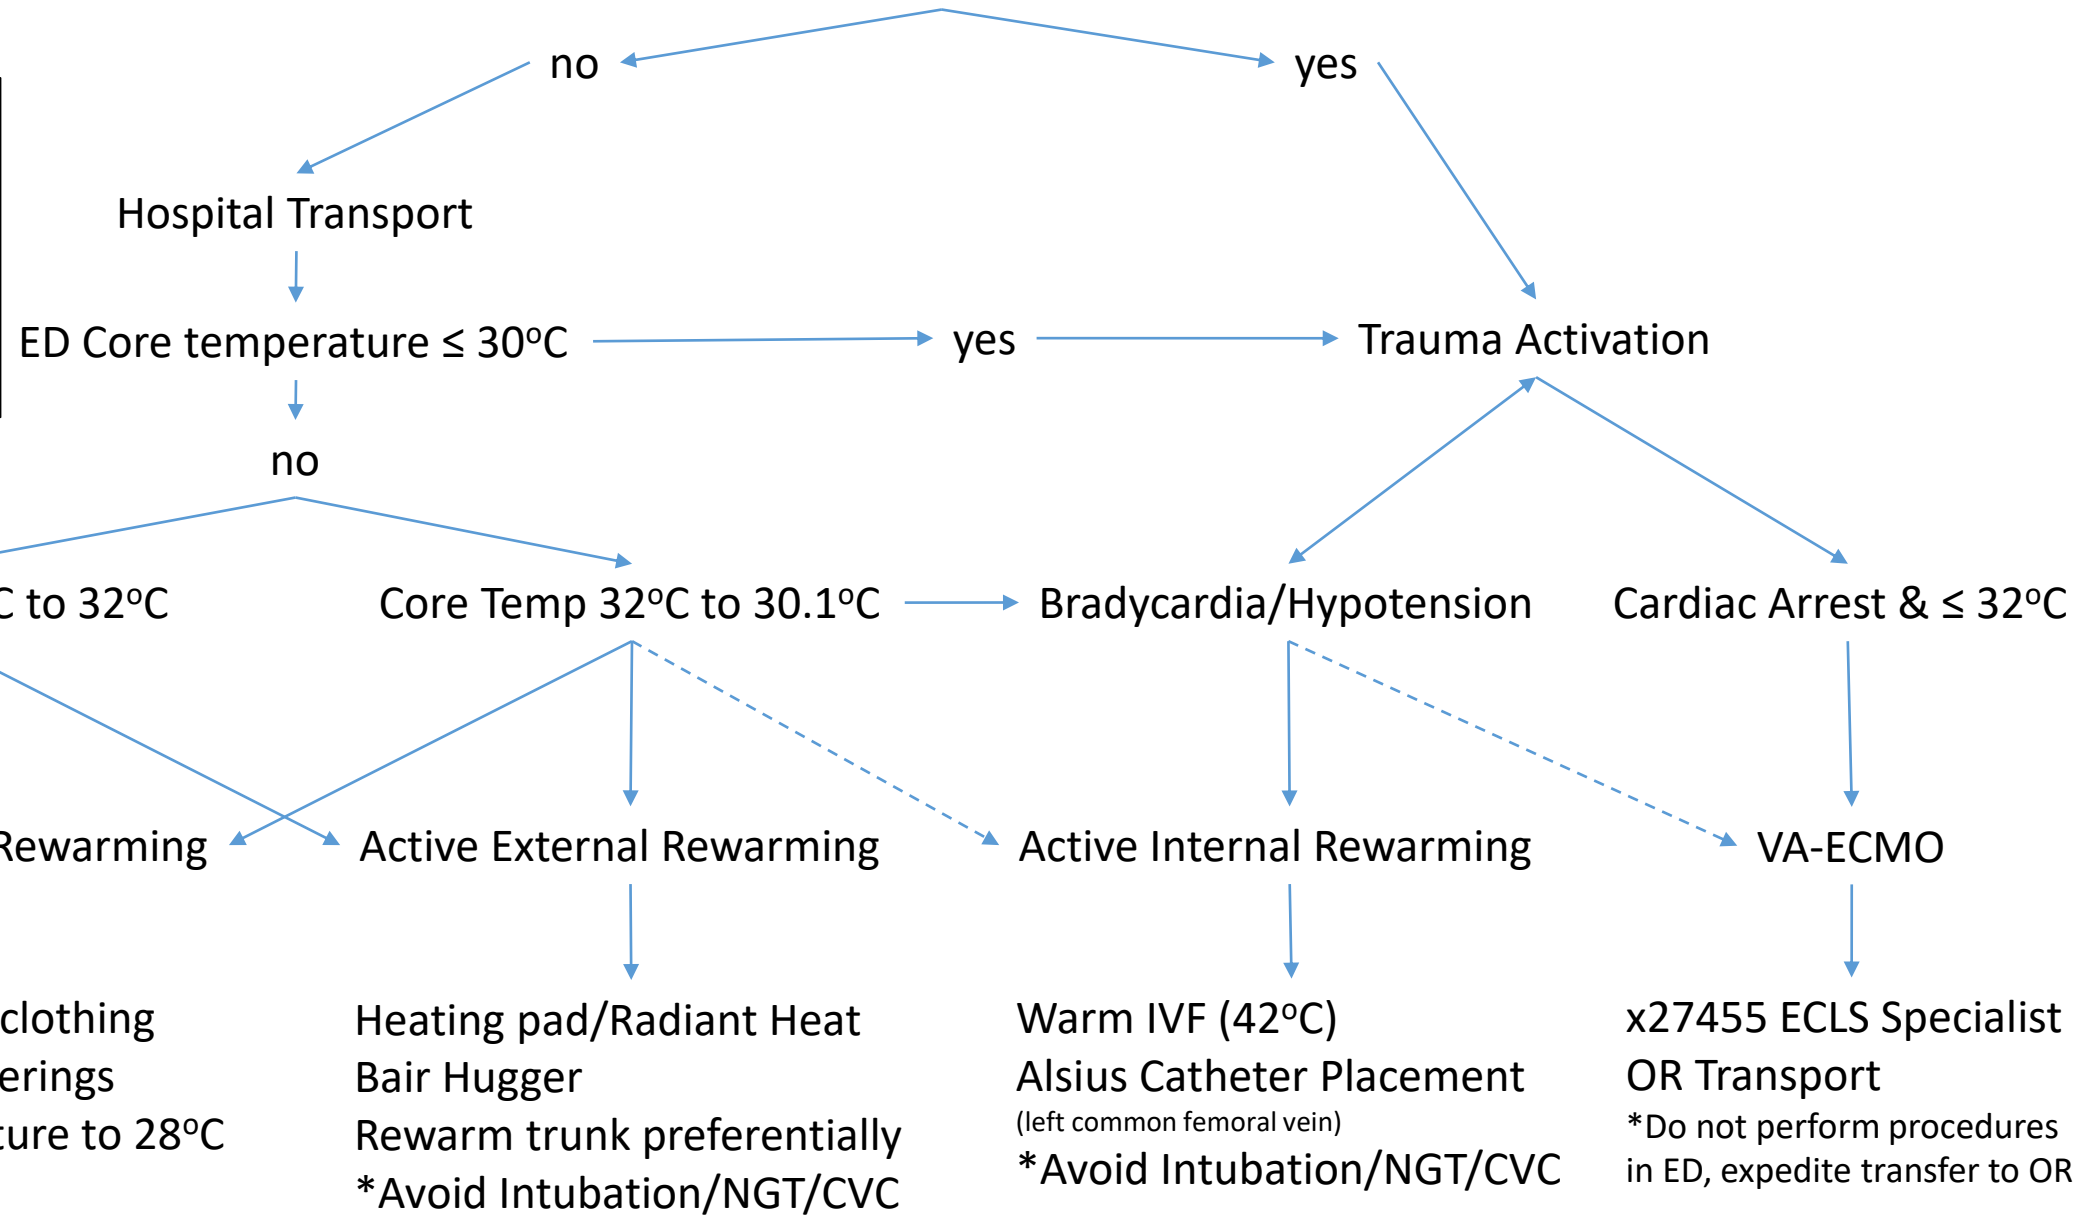 no
yes
Hospital Transport
ED Core temperature ≤ 30ºC
yes
Trauma Activation
no
C to 32ºC
Core Temp 32ºC to 30.1ºC
Bradycardia/Hypotension
Cardiac Arrest & ≤ 32ºC
Rewarming
Active External Rewarming
Active Internal Rewarming
VA-ECMO
clothing
erings
ture to 28ºC
Heating pad/Radiant Heat
Bair Hugger
Rewarm trunk preferentially
*Avoid Intubation/NGT/CVC
Warm IVF (42ºC)
Alsius Catheter Placement
(left common femoral vein)
*Avoid Intubation/NGT/CVC
x27455 ECLS Specialist
OR Transport
*Do not perform procedures
in ED, expedite transfer to OR